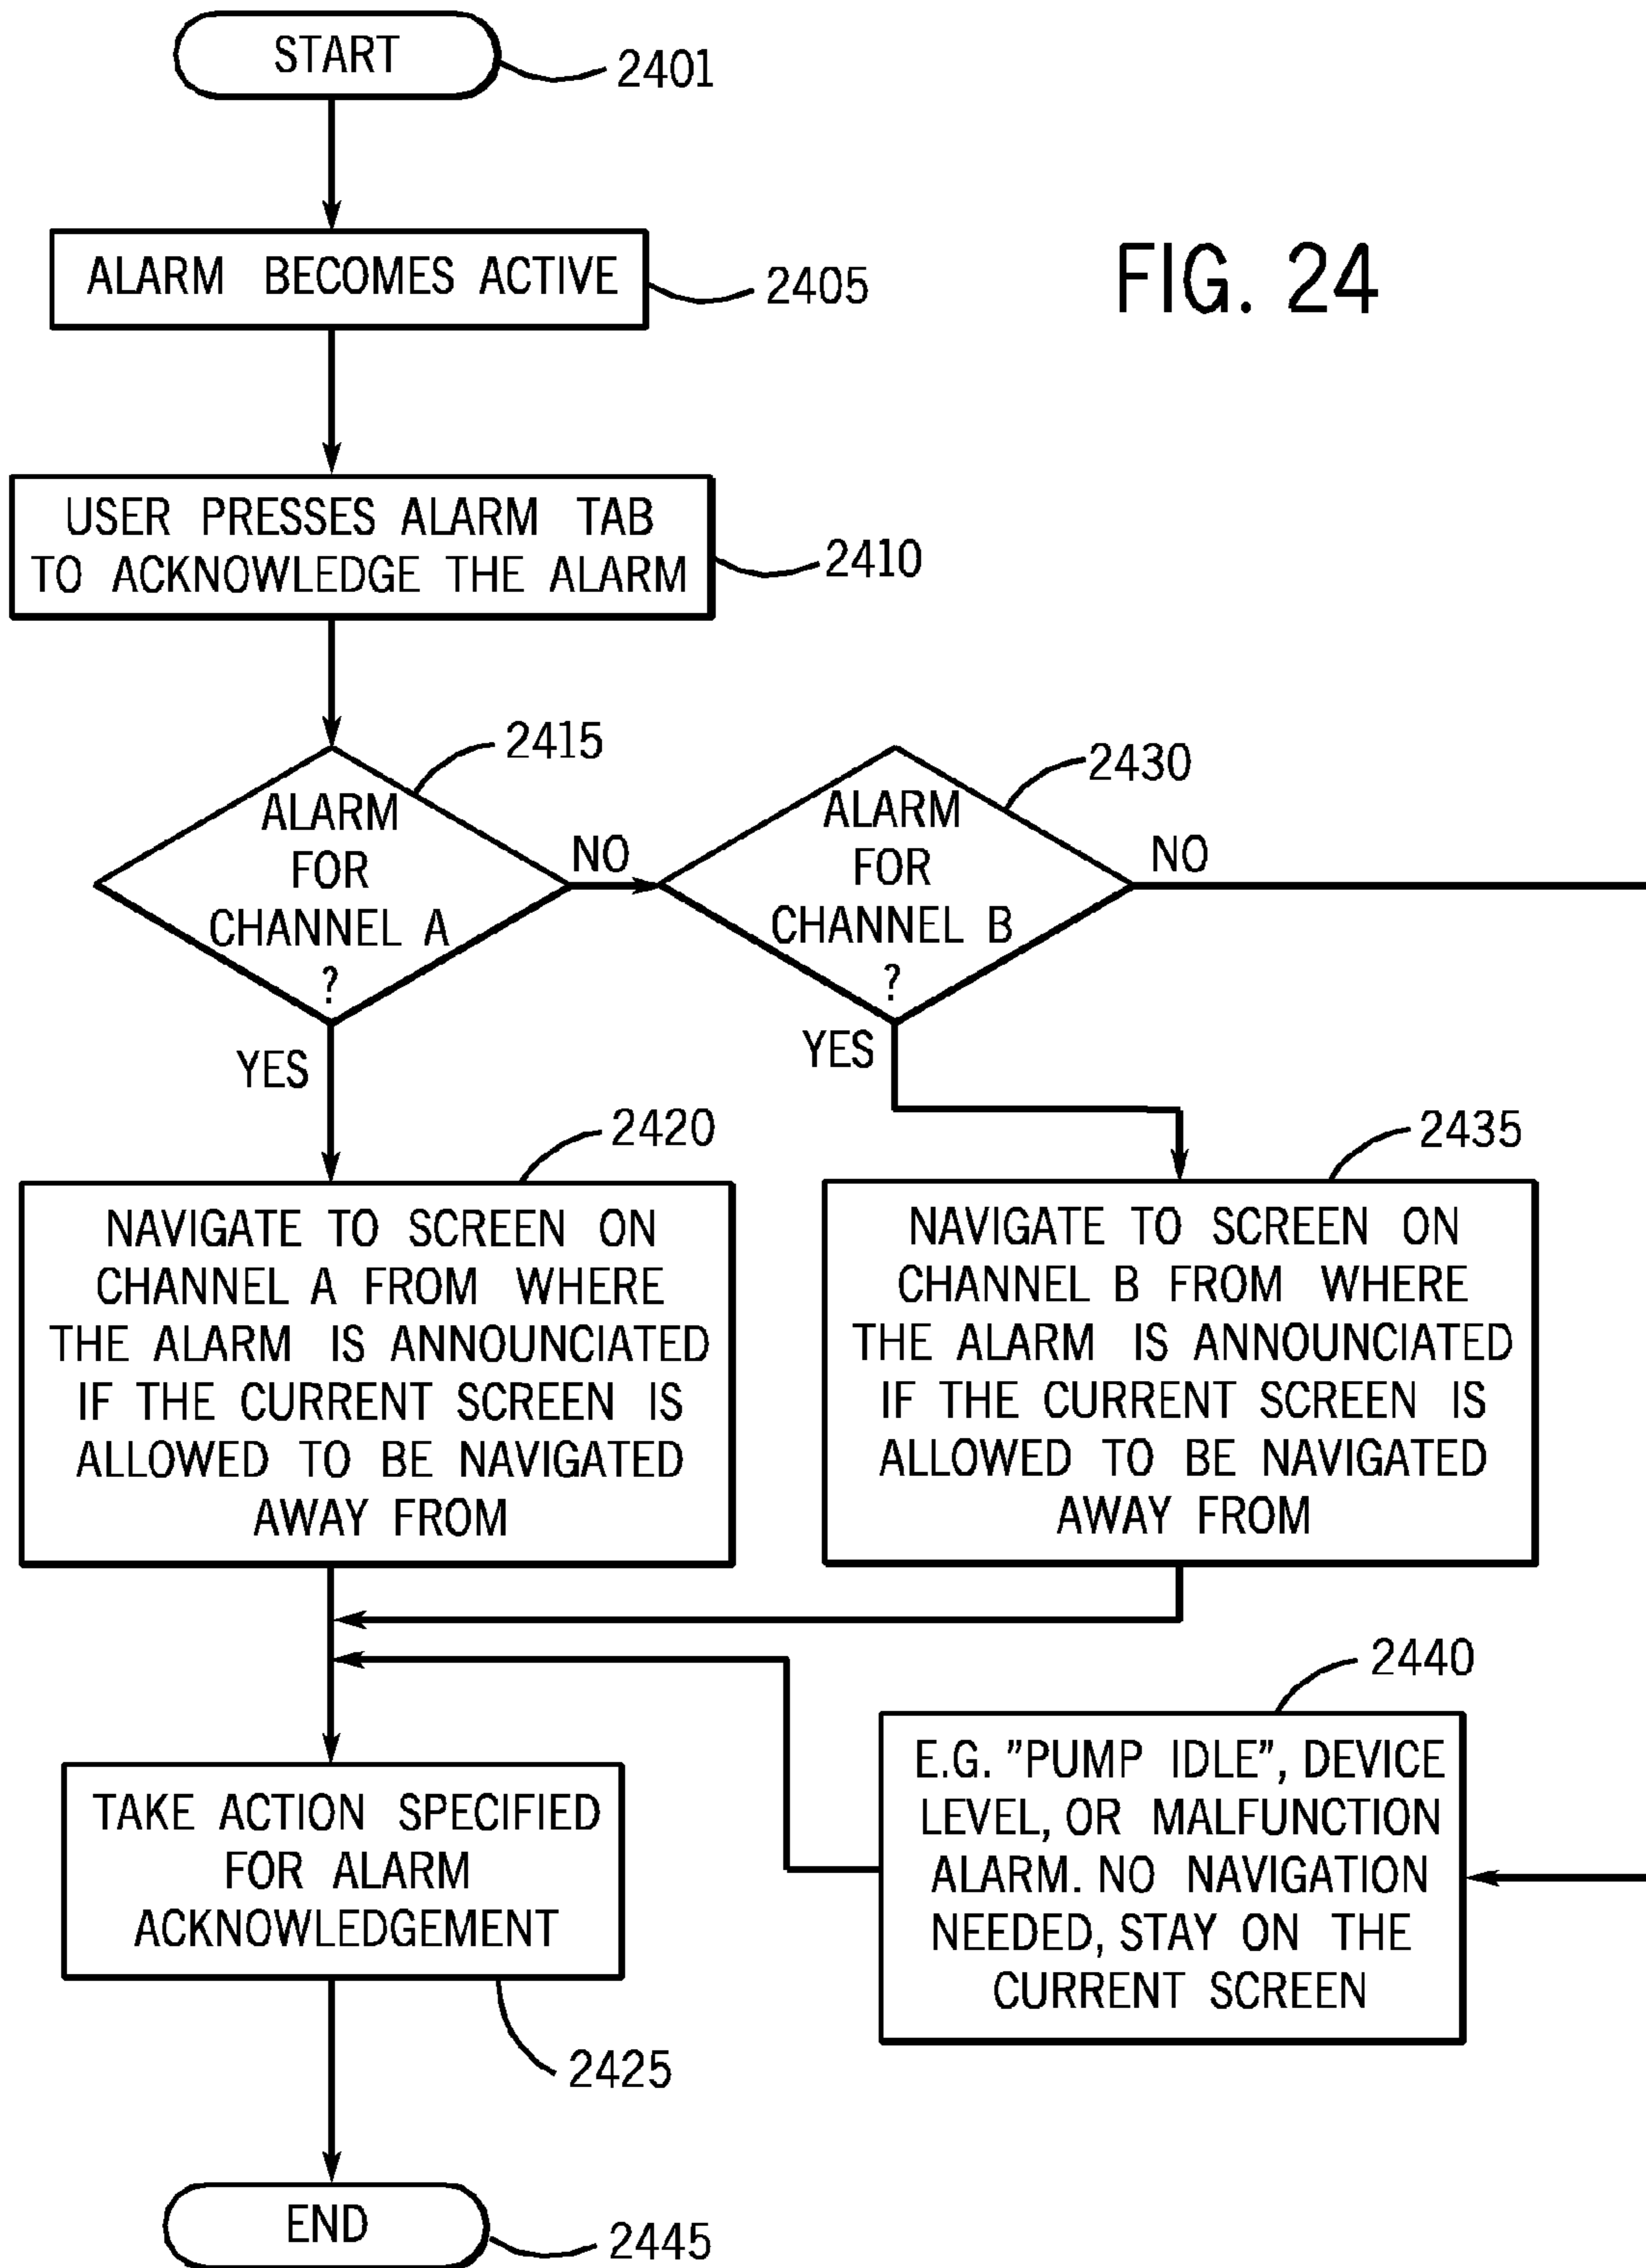 START
2401
ALARM BECOMES ACTIVE
2405
FIG. 24
USER PRESSES ALARM TAB
TO ACKNOWLEDGE THE ALARM
2410
2415
ALARM
FOR
CHANNEL A
?
NO
YES
2430
ALARM
FOR
CHANNEL B
?
NO
YES
2420
NAVIGATE TO SCREEN ON
CHANNEL A FROM WHERE
THE ALARM IS ANNOUNCIATED
IF THE CURRENT SCREEN IS
ALLOWED TO BE NAVIGATED
AWAY FROM
2435
NAVIGATE TO SCREEN ON
CHANNEL B FROM WHERE
THE ALARM IS ANNOUNCIATED
IF THE CURRENT SCREEN IS
ALLOWED TO BE NAVIGATED
AWAY FROM
2440
E.G. "PUMP IDLE", DEVICE
LEVEL, OR MALFUNCTION
ALARM. NO NAVIGATION
NEEDED, STAY ON THE
CURRENT SCREEN
TAKE ACTION SPECIFIED
FOR ALARM
ACKNOWLEDGEMENT
2425
END
2445